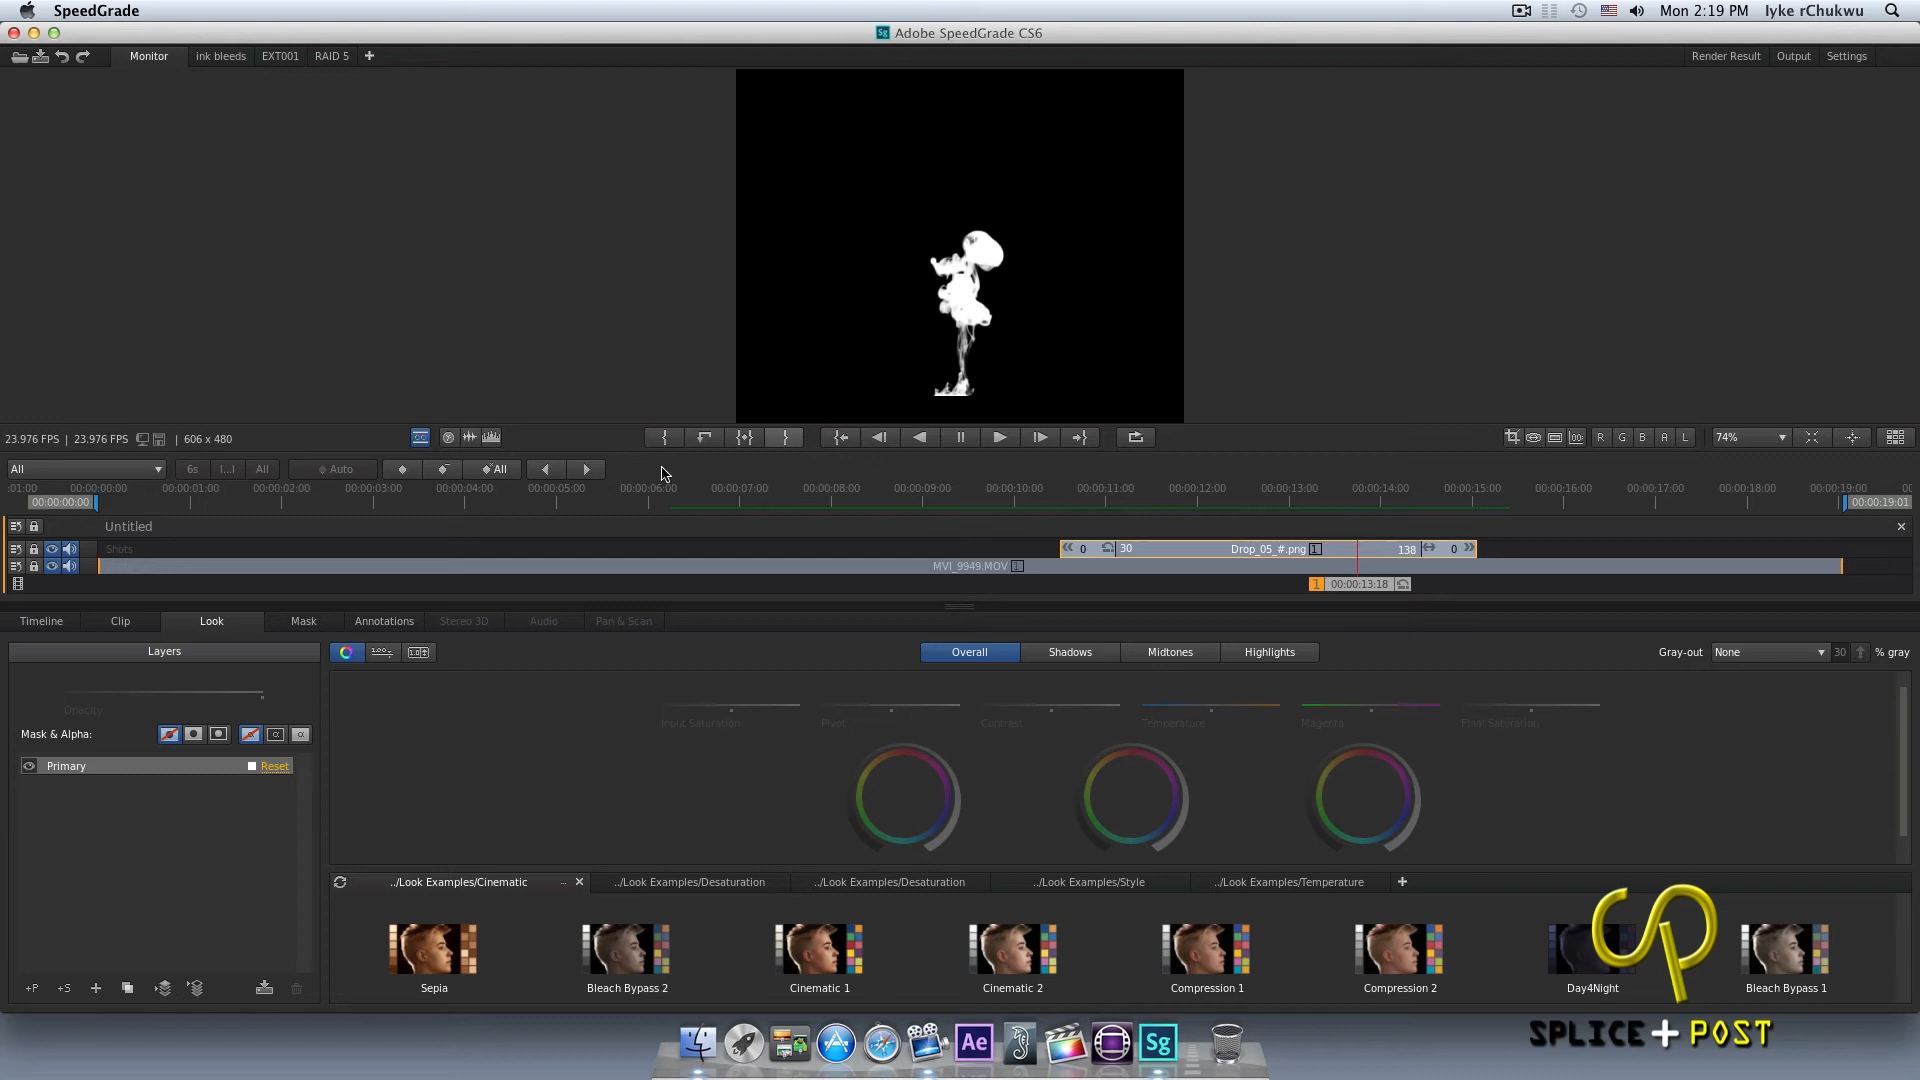 SpeedGrade
Mon 2:19 PM
Iyke rChukwu
Sg Adobe SpeedGrade CS6
Monitor
ink bleeds
EXT001
RAID 5
Render Result
Output
Settings
23.976 FPS | 23.976 FPS
606 x 480
R G B A L
74%
All
6s
I...I
All
Auto
All
:01:00 00:00:00:00 00:00:01:00 00:00:02:00 00:00:03:00 00:00:04:00 00:00:05:00 00:00:06:00 00:00:07:00 00:00:08:00 00:00:09:00 00:00:10:00 00:00:11:00 00:00:12:00 00:00:13:00 00:00:14:00 00:00:15:00 00:00:16:00 00:00:17:00 00:00:18:00 00:00:19:00 00
00:00:00:00
00:00:19:01
Untitled
Shots
0 30 Drop_05_#.png 1 138 0
MVI_9949.MOV
1 00:00:13:18
Timeline
Clip
Look
Mask
Annotations
Stereo 3D
Audio
Pan & Scan
Layers
Overall
Shadows
Midtones
Highlights
Gray-out
None
30
% gray
Opacity
Input Saturation
Pivot
Contrast
Temperature
Magenta
Final Saturation
Mask & Alpha:
Primary
Reset
../Look Examples/Cinematic ...
../Look Examples/Desaturation
../Look Examples/Desaturation
../Look Examples/Style
../Look Examples/Temperature
Sepia
Bleach Bypass 2
Cinematic 1
Cinematic 2
Compression 1
Compression 2
Day4Night
Bleach Bypass 1
+P
+S
SP
SPLICE+POST
Ae
Sg